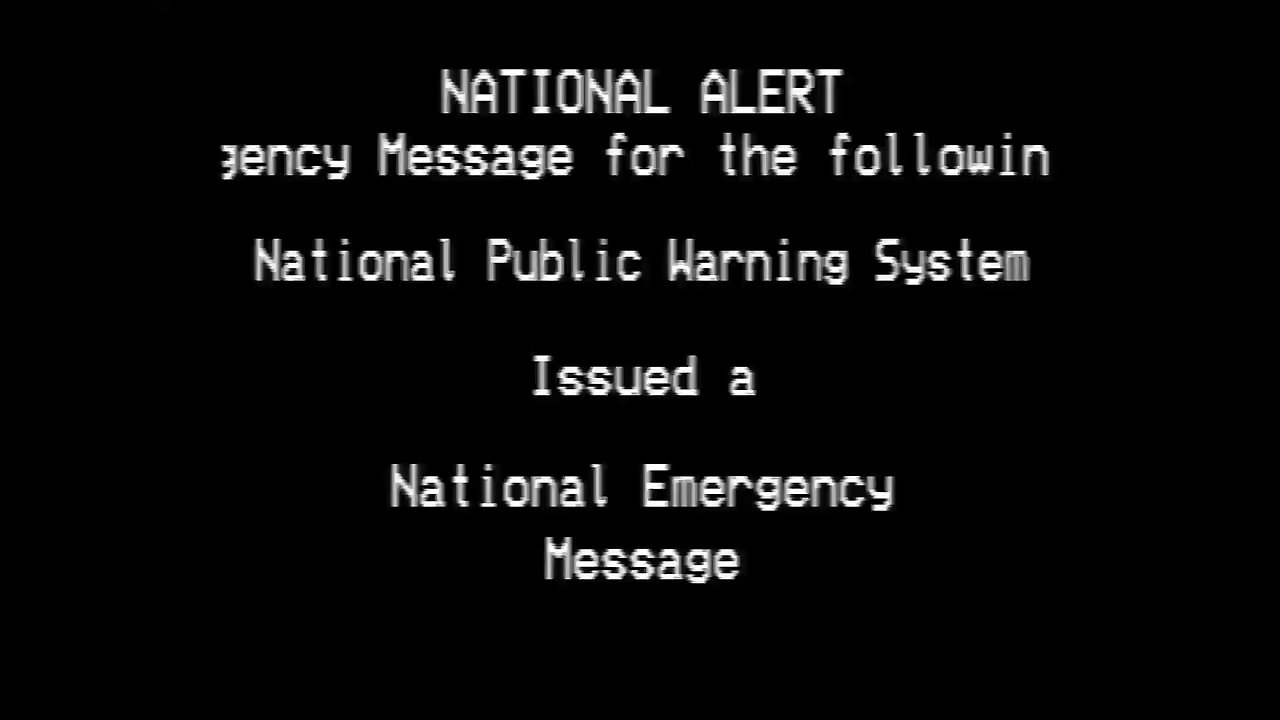 NATIONAL ALERT
gency Message for the followin
National Public Warning System
Issued a
National Emergency
Message